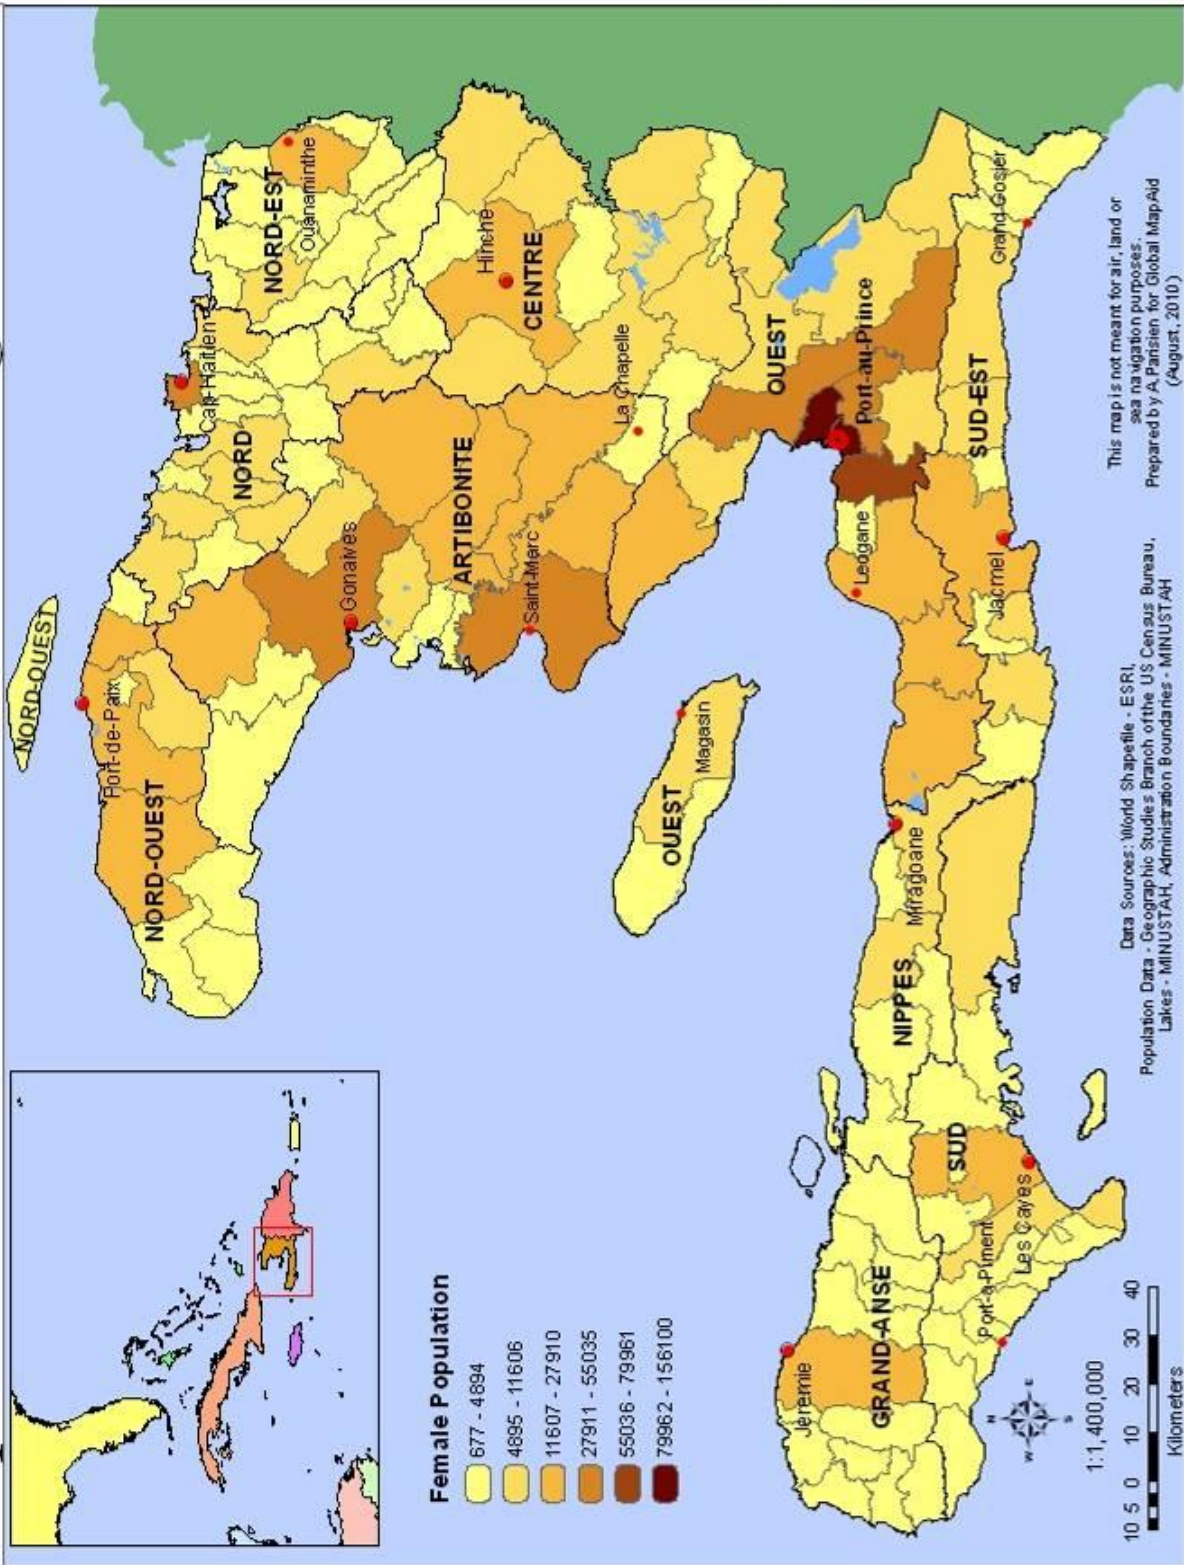 NORD-OUEST
Port-de-Paix
NORD-OUEST
Cap-Haitien
NORD
NORD-EST
Ouanaminthe
Gonaives
ARTIBONITE
Hinche
CENTRE
Saint-Marc
La Chapelle
OUEST
Magasin
OUEST
Port-au-Prince
Leogane
Jacmel
SUD-EST
Grand Gosier
Miragoane
NIPPES
SUD
Les Cayes
Port-a-Piment
GRAND-ANSE
Jeremie
Female Population
677 - 4894
4895 - 11606
11607 - 27910
27911 - 55035
55036 - 79961
79962 - 156100
N
W
E
S
1:1,400,000
10 5 0 10 20 30 40
Kilometers
Data Sources: World Shapefile - ESRI,
Population Data - Geographic Studies Branch of the US Census Bureau,
Lakes - MINUSTAH, Administration Boundaries - MINUSTAH
This map is not meant for air, land or
sea navigation purposes.
Prepared by A. Parisien for Global MapAid
(August, 2010)